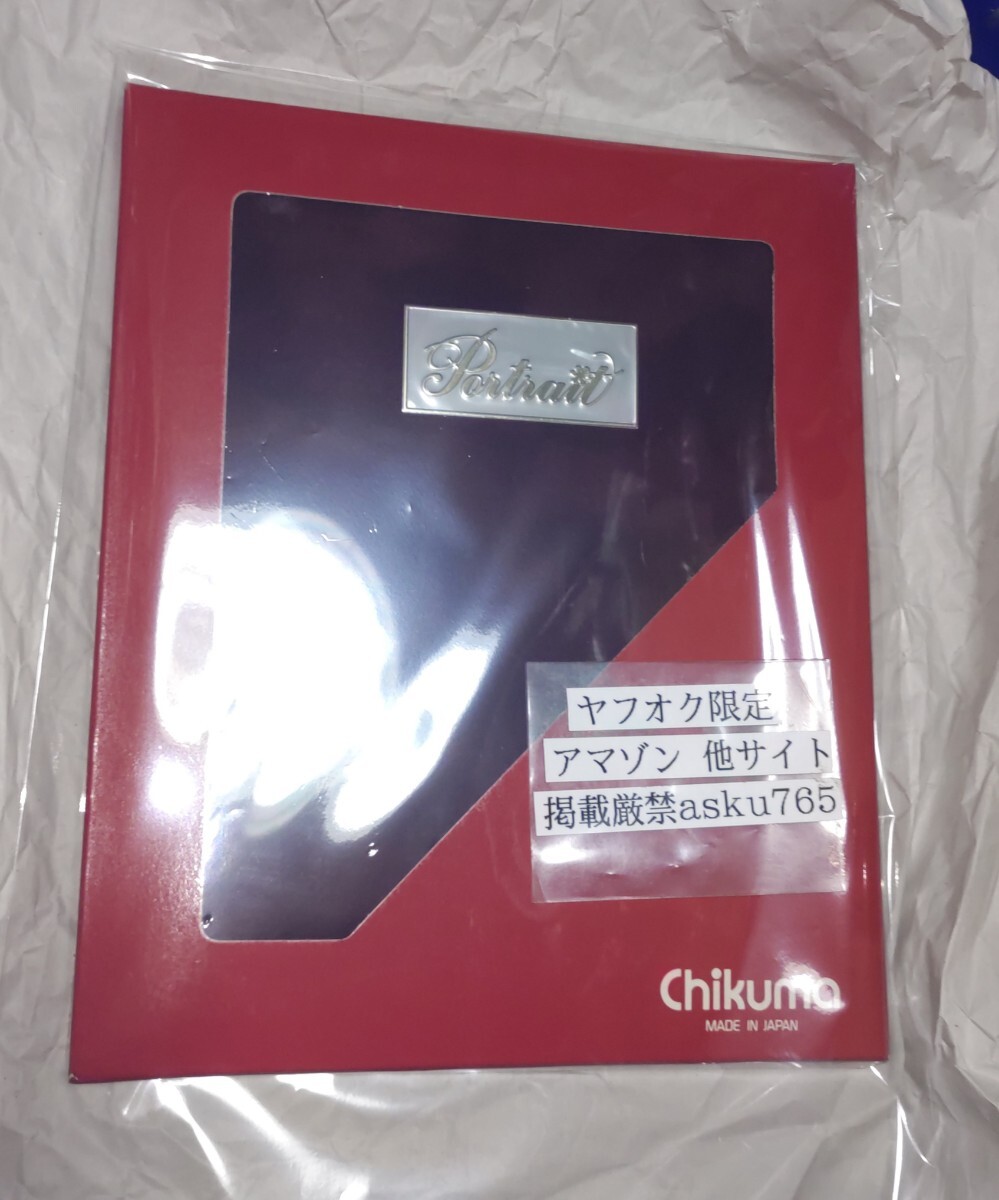 Portrait
ヤフオク限定
アマゾン 他サイト
掲載厳禁asku765
Chikuma
MADE IN JAPAN